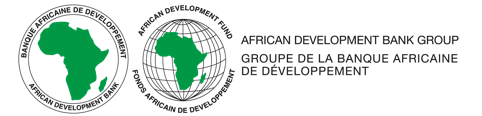 BANQUE AFRICAINE DE DEVELOPPEMENT
AFRICAN DEVELOPMENT BANK
AFRICAN DEVELOPMENT FUND
FONDS AFRICAIN DE DEVELOPPEMENT
AFRICAN DEVELOPMENT BANK GROUP
GROUPE DE LA BANQUE AFRICAINE
DE DÉVELOPPEMENT